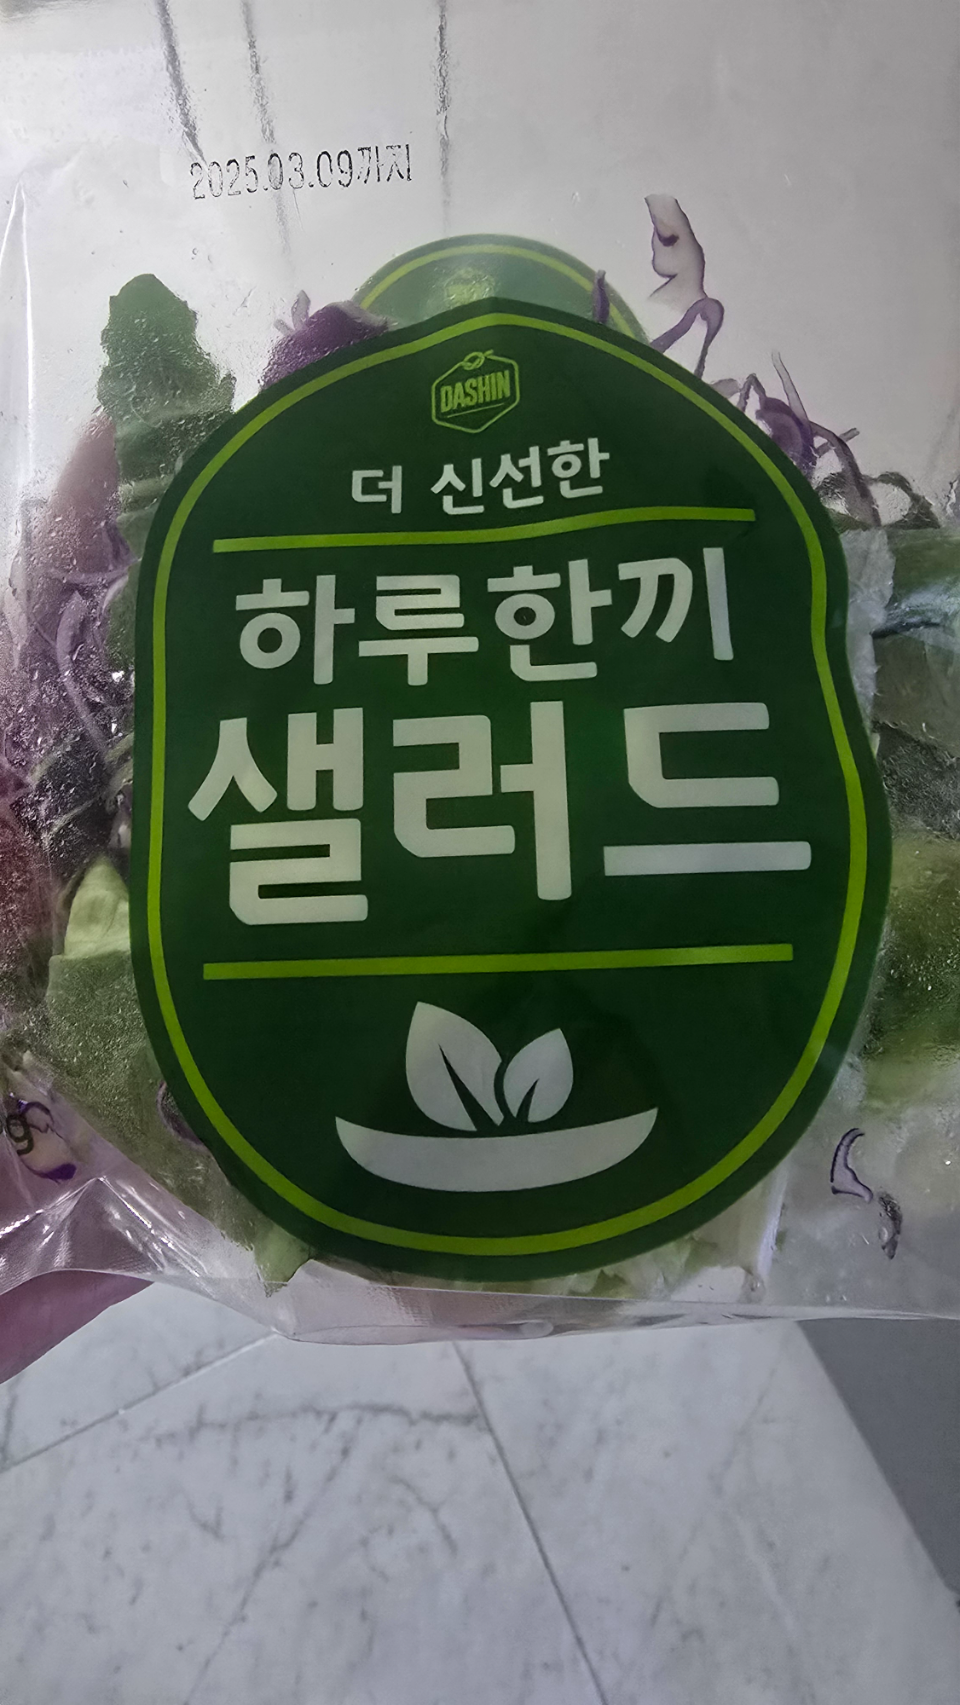 2025.03.09까지
DASHIN
더 신선한
하루한끼
샐러드
g